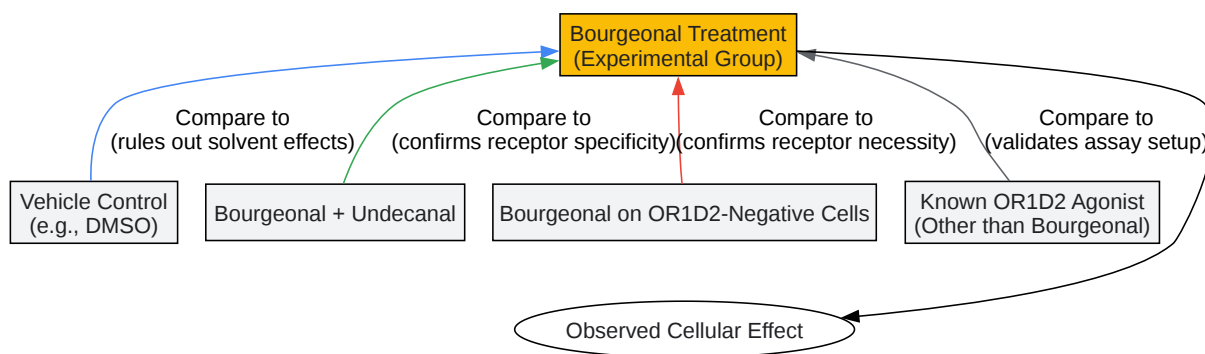 Bourgeonal Treatment
(Experimental Group)
Compare to
(rules out solvent effects)
Compare to
(confirms receptor specificity)
Compare to
(confirms receptor necessity)
Compare to
(validates assay setup)
Vehicle Control
(e.g., DMSO)
Bourgeonal + Undecanal
Bourgeonal on OR1D2-Negative Cells
Known OR1D2 Agonist
(Other than Bourgeonal)
Observed Cellular Effect